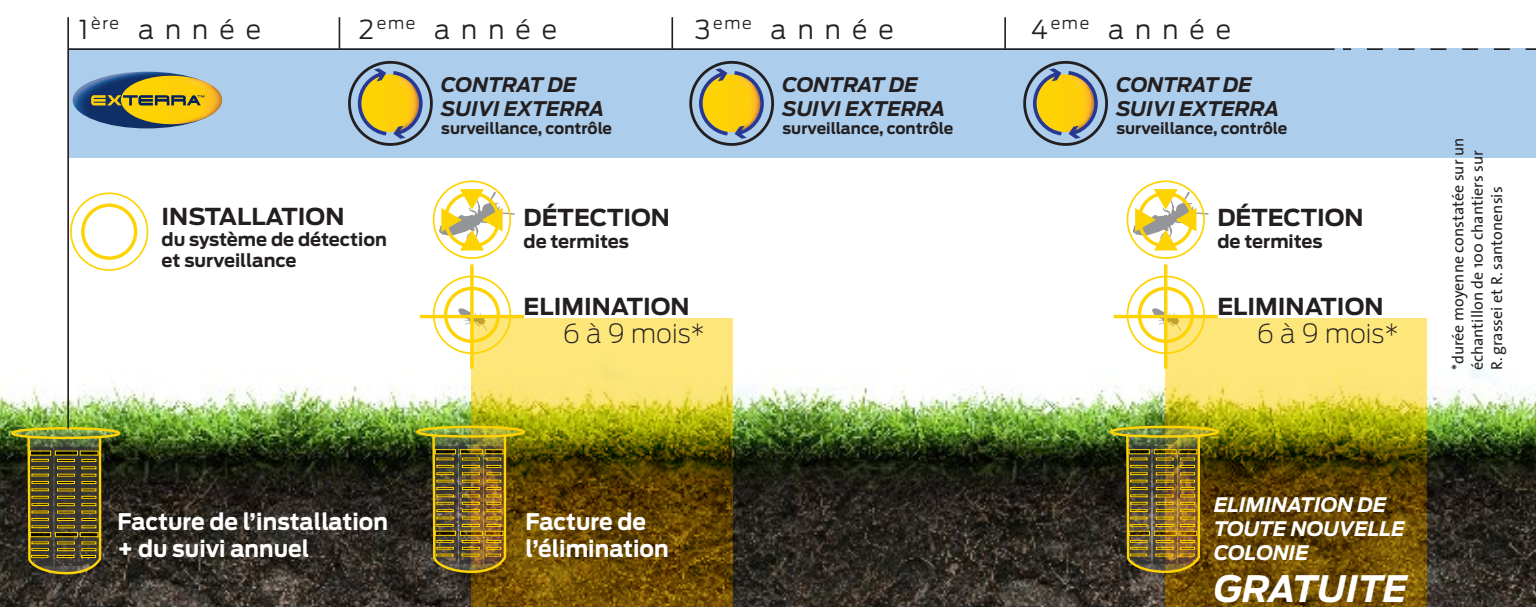 1ère année
2eme année
3eme année
4eme année
EXTERRA™
CONTRAT DE
SUIVI EXTERRA
surveillance, contrôle
CONTRAT DE
SUIVI EXTERRA
surveillance, contrôle
CONTRAT DE
SUIVI EXTERRA
surveillance, contrôle
INSTALLATION
du système de détection
et surveillance
DÉTECTION
de termites
ELIMINATION
6 à 9 mois*
DÉTECTION
de termites
ELIMINATION
6 à 9 mois*
*durée moyenne constatée sur un
échantillon de 100 chantiers sur
R. grassei et R. santonensis
Facture de l’installation
+ du suivi annuel
Facture de
l’élimination
ELIMINATION DE
TOUTE NOUVELLE
COLONIE
GRATUITE